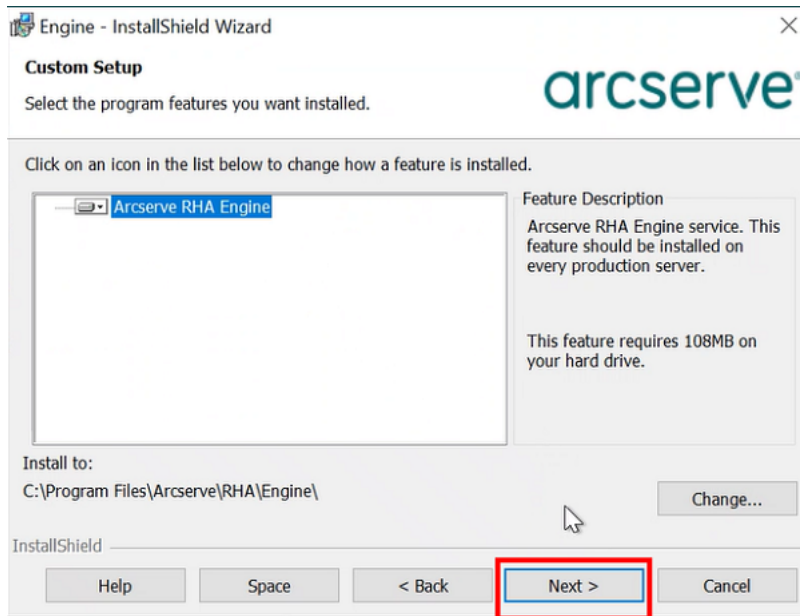 Engine - InstallShield Wizard
Custom Setup
Select the program features you want installed.
arcserve
Click on an icon in the list below to change how a feature is installed.
Arcserve RHA Engine
Feature Description
Arcserve RHA Engine service. This
feature should be installed on
every production server.
This feature requires 108MB on
your hard drive.
Install to:
C:\Program Files\Arcserve\RHA\Engine\
Change...
InstallShield
Help
Space
< Back
Next >
Cancel